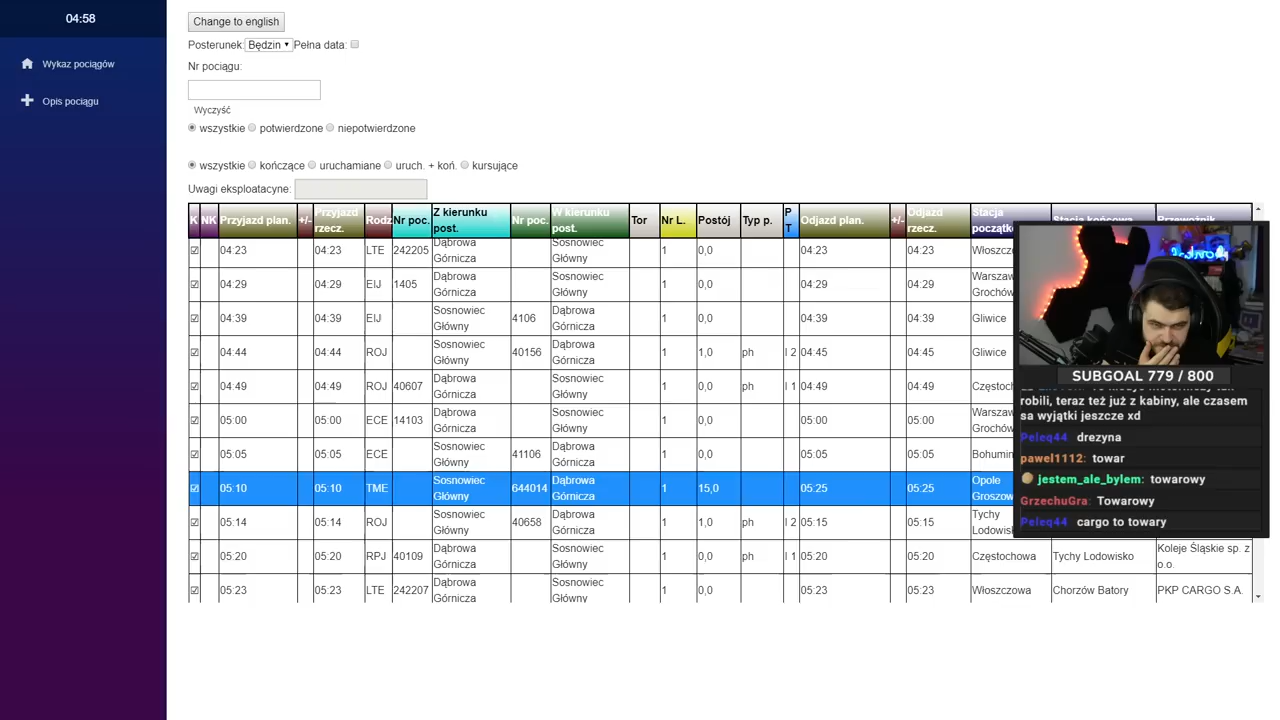 04:58
Wykaz pociągów
Opis pociągu
Change to english
Posterunek: Będzin Pełna data:
Nr pociągu:
Wyczyść
wszystkie potwierdzone niepotwierdzone
wszystkie kończące uruchamiane uruch. + koń. kursujące
Uwagi eksploatacyjne:
K NK Przyjazd plan. +/- Przyjazd rzecz. Rodz Nr poc. Z kierunku post. Nr poc. W kierunku post. Tor Nr L. Postój Typ p. P T Odjazd plan. +/- Odjazd rzecz. Stacja początk Stacja końcowa Przewoźnik
04:23 04:23 LTE 242205 Dąbrowa Górnicza Sosnowiec Główny 1 0,0 04:23 04:23 Włoszcz
04:29 04:29 EIJ 1405 Dąbrowa Górnicza Sosnowiec Główny 1 0,0 04:29 04:29 Warszaw Grochów
04:39 04:39 EIJ Sosnowiec Główny 4106 Dąbrowa Górnicza 1 0,0 04:39 04:39 Gliwice
04:44 04:44 ROJ Sosnowiec Główny 40156 Dąbrowa Górnicza 1 1,0 ph I 2 04:45 04:45 Gliwice
04:49 04:49 ROJ 40607 Dąbrowa Górnicza Sosnowiec Główny 1 0,0 ph I 1 04:49 04:49 Częstoch
05:00 05:00 ECE 14103 Dąbrowa Górnicza Sosnowiec Główny 1 0,0 05:00 05:00 Warszaw Grochów
05:05 05:05 ECE Sosnowiec Główny 41106 Dąbrowa Górnicza 1 0,0 05:05 05:05 Bohumin
05:10 05:10 TME Sosnowiec Główny 644014 Dąbrowa Górnicza 1 15,0 05:25 05:25 Opole Groszow
05:14 05:14 ROJ Sosnowiec Główny 40658 Dąbrowa Górnicza 1 1,0 ph I 2 05:15 05:15 Tychy Lodowisk
05:20 05:20 RPJ 40109 Dąbrowa Górnicza Sosnowiec Główny 1 0,0 ph I 1 05:20 05:20 Częstochowa Tychy Lodowisko Koleje Śląskie sp. z o.o.
05:23 05:23 LTE 242207 Dąbrowa Górnicza Sosnowiec Główny 1 0,0 05:23 05:23 Włoszczowa Chorzów Batory PKP CARGO S.A.
SUBGOAL 779 / 800
robili, teraz też już z kabiny, ale czasem
sa wyjątki jeszcze xd
Peleq44 drezyna
pawel1112: towar
jestem_ale_bylem: towarowy
GrzechuGra: Towarowy
Peleq44 cargo to towary